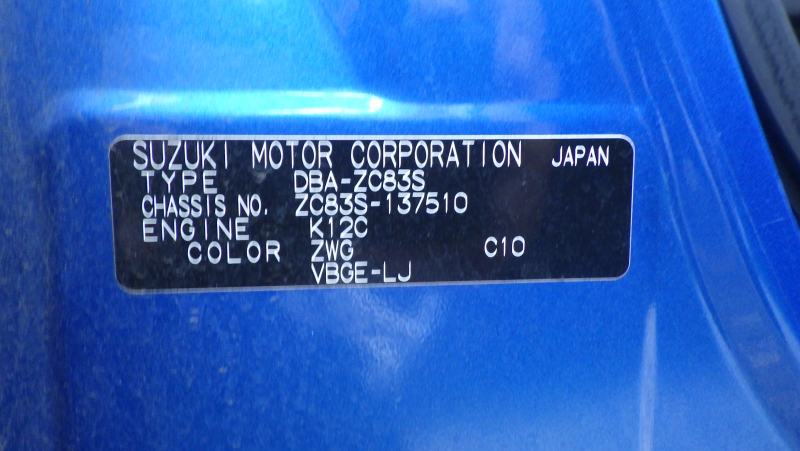 SUZUKI MOTOR CORPORATION JAPAN
TYPE DBA-ZC83S
CHASSIS NO. ZC83S-137510
ENGINE K12C
COLOR ZWG C10
VBGE-LJ